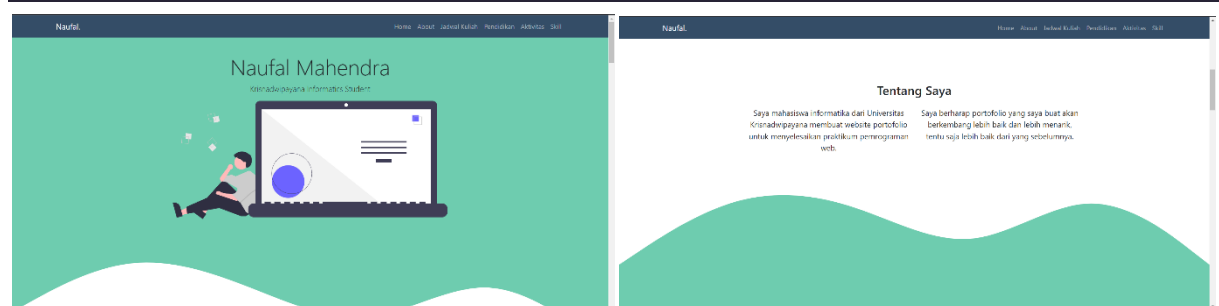 Naufal.
Home About Jadwal Kuliah Pendidikan Aktivitas Skill
Naufal Mahendra
Krisnadwipayana Informatics Student
Naufal.
Home About Jadwal Kuliah Pendidikan Aktivitas Skill
Tentang Saya
Saya mahasiswa informatika dari Universitas
Krisnadwipayana membuat website portofolio
untuk menyelesaikan praktikum pemrograman
web.
Saya berharap portofolio yang saya buat akan
berkembang lebih baik dan lebih menarik,
tentu saja lebih baik dari yang sebelumnya.